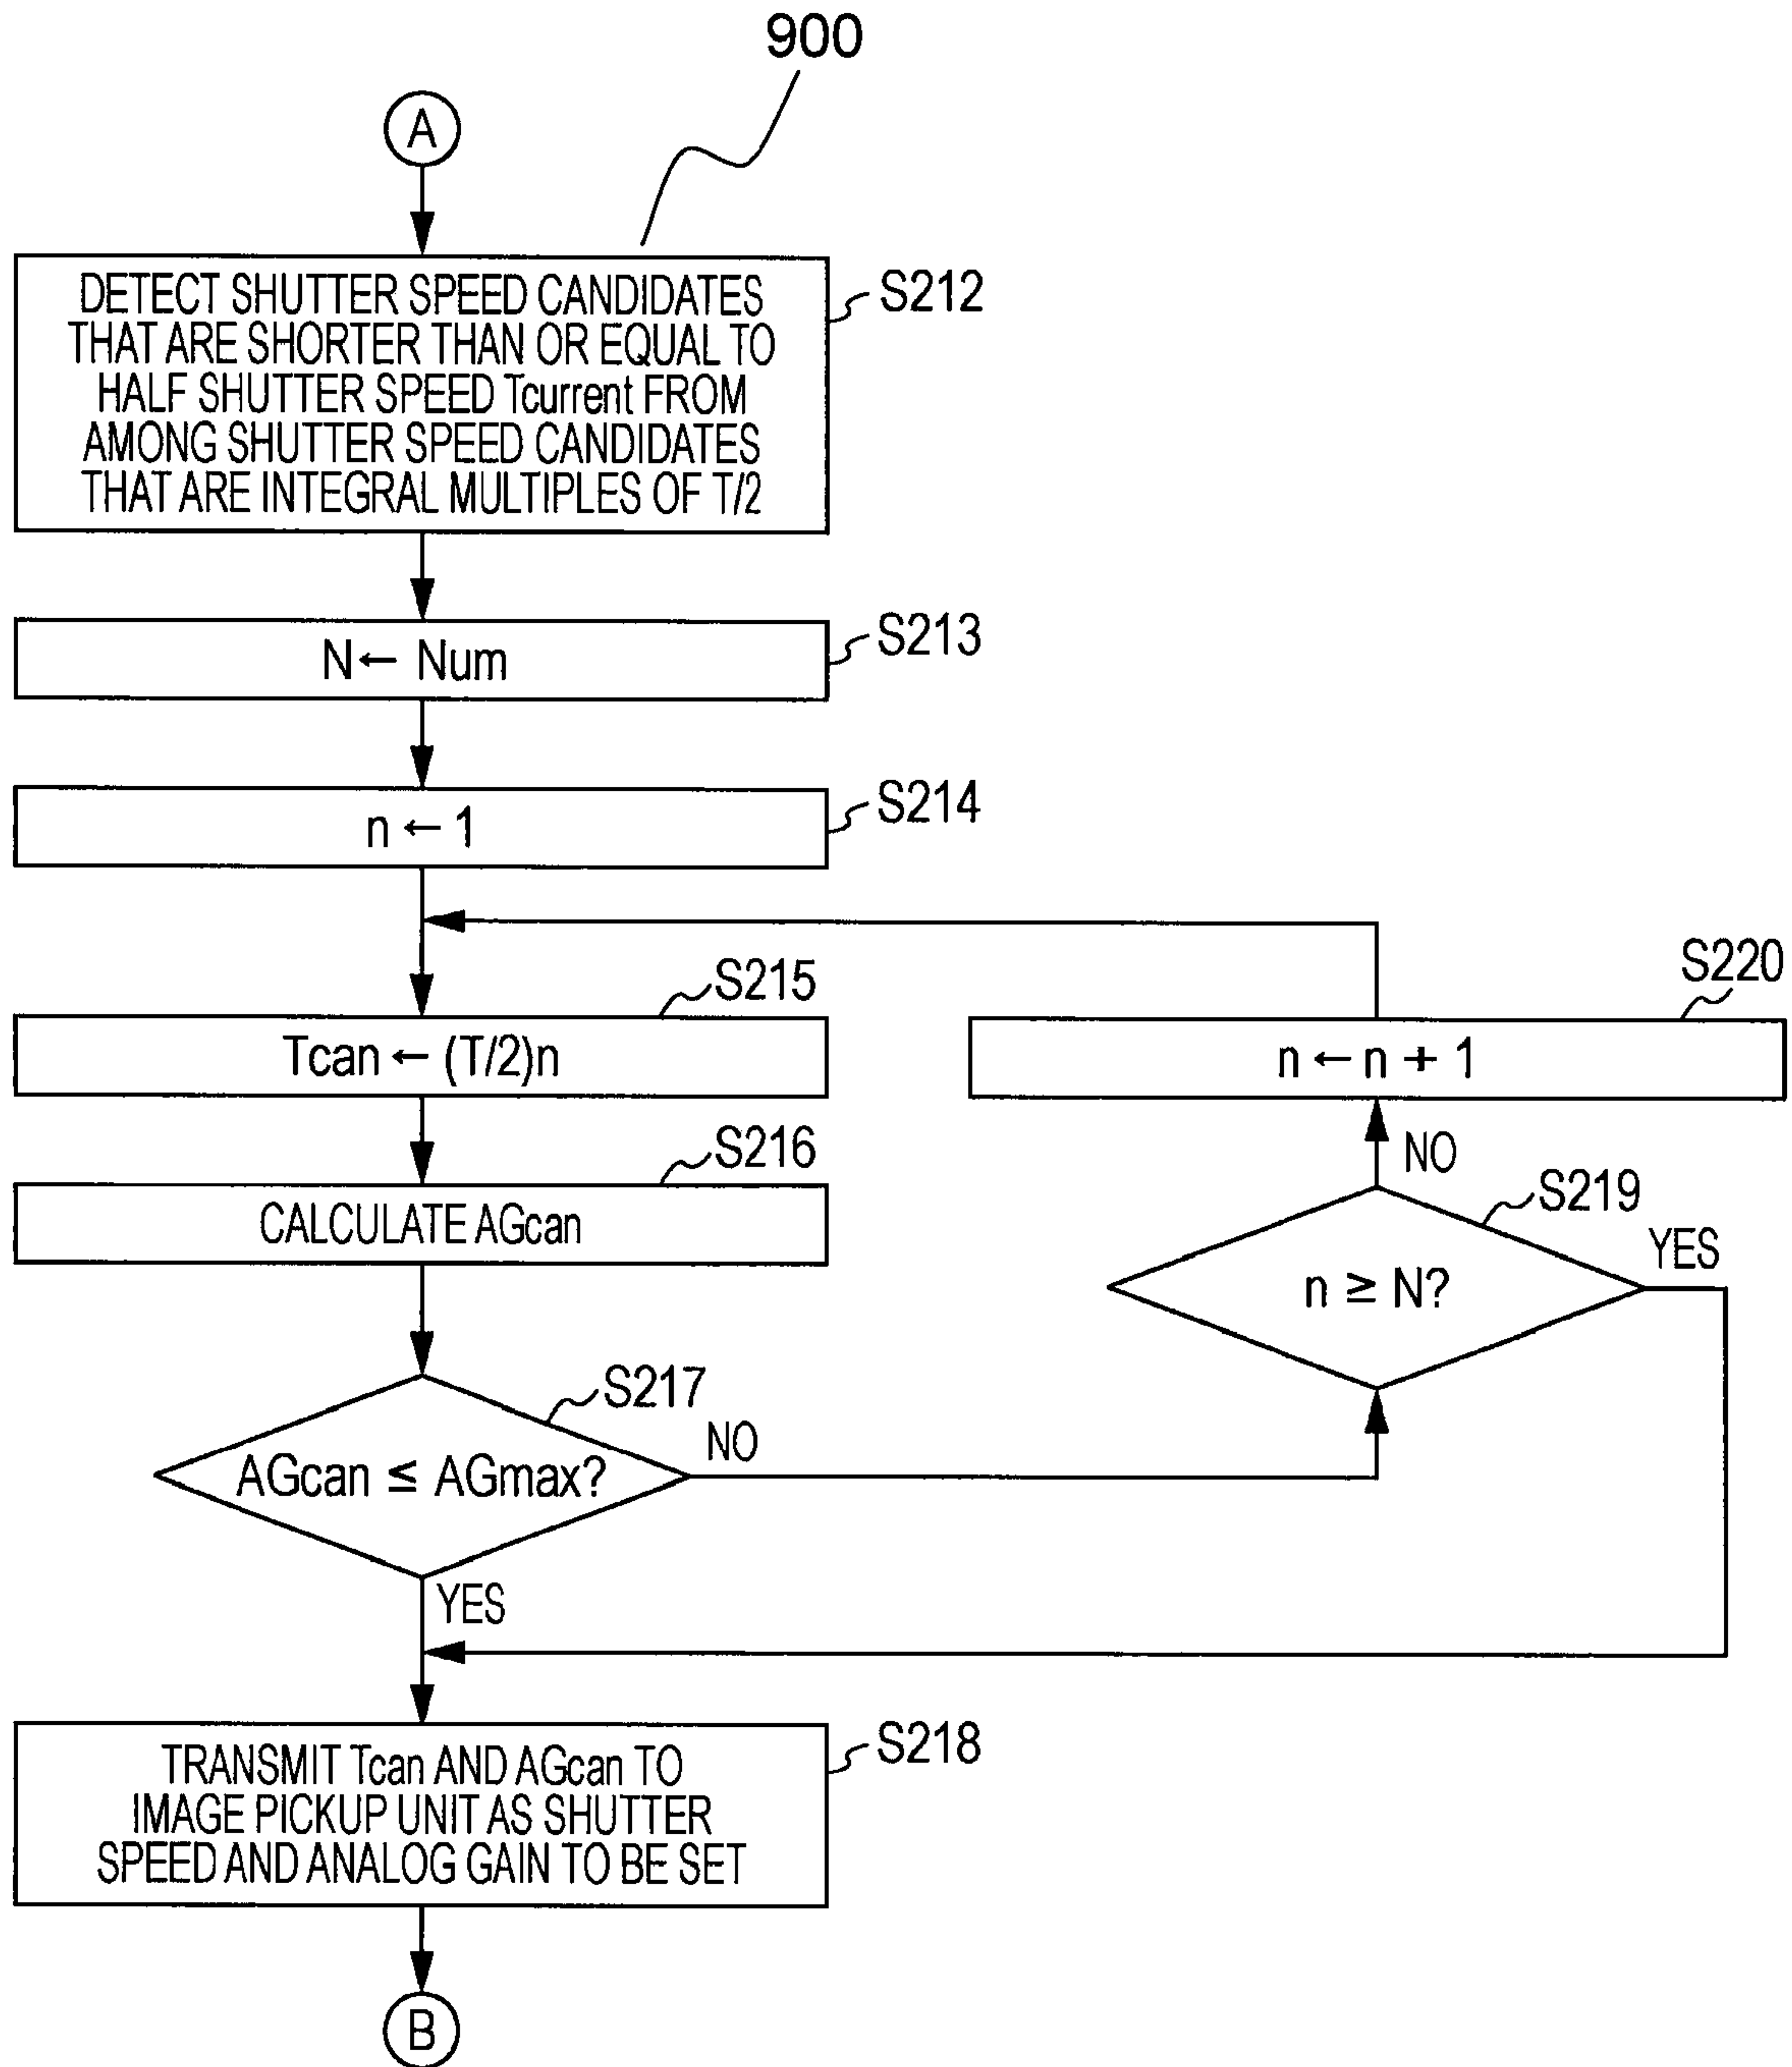 900
A
DETECT SHUTTER SPEED CANDIDATES
THAT ARE SHORTER THAN OR EQUAL TO
HALF SHUTTER SPEED Tcurrent FROM
AMONG SHUTTER SPEED CANDIDATES
THAT ARE INTEGRAL MULTIPLES OF T/2
S212
N← Num
S213
n ← 1
S214
S215
Tcan ← (T/2)n
S216
CALCULATE AGcan
S217
AGcan ≤ AGmax?
NO
YES
S220
n ← n + 1
NO
S219
n ≥ N?
YES
TRANSMIT Tcan AND AGcan TO
IMAGE PICKUP UNIT AS SHUTTER
SPEED AND ANALOG GAIN TO BE SET
S218
B